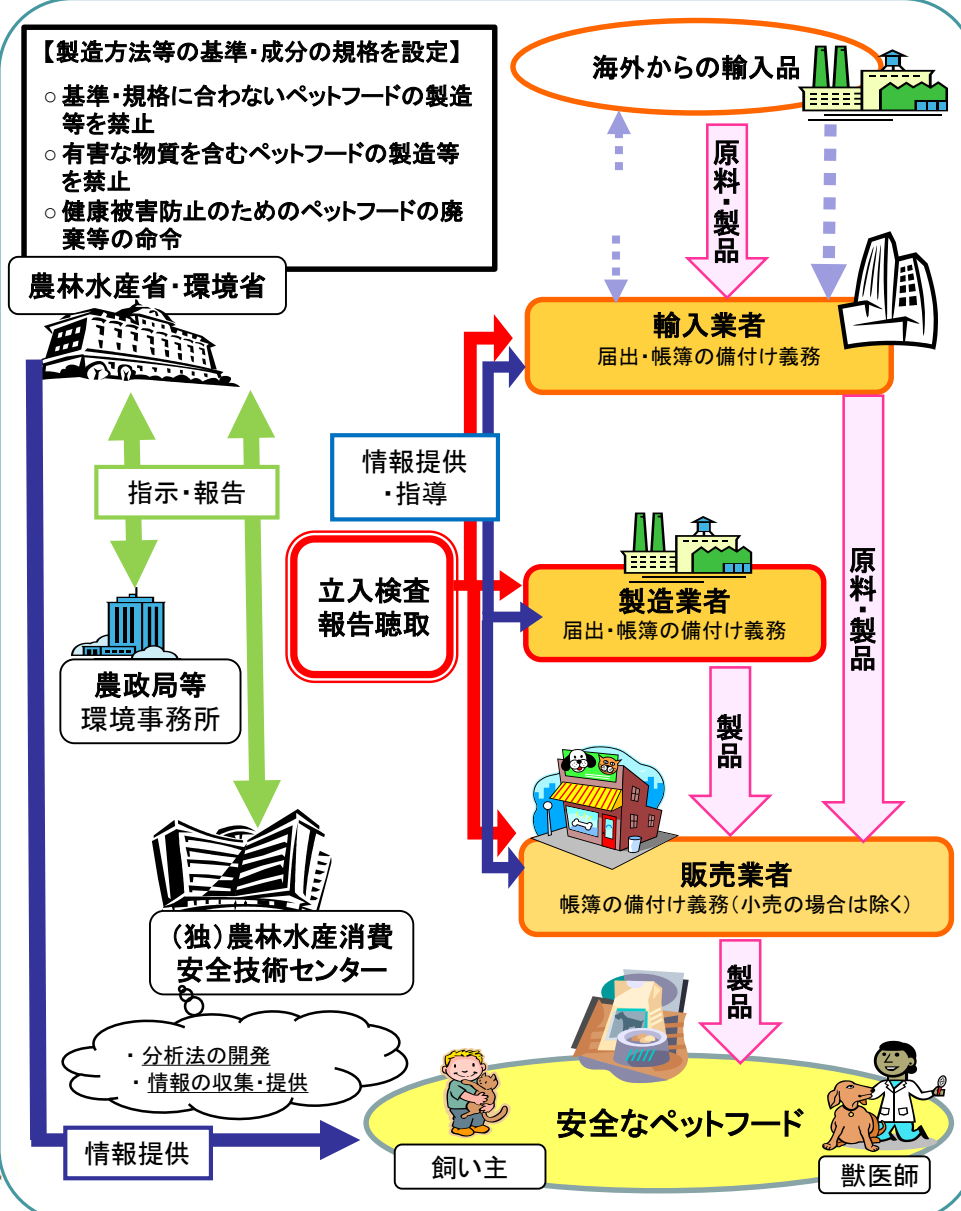 【製造方法等の基準・成分の規格を設定】
○ 基準・規格に合わないペットフードの製造
等を禁止
○ 有害な物質を含むペットフードの製造等
を禁止
○ 健康被害防止のためのペットフードの廃
棄等の命令
農林水産省・環境省
海外からの輸入品
原料・製品
輸入業者
届出・帳簿の備付け義務
情報提供
・指導
指示・報告
立入検査
報告聴取
製造業者
届出・帳簿の備付け義務
原料・製品
農政局等
環境事務所
製品
販売業者
帳簿の備付け義務(小売の場合は除く)
(独)農林水産消費
安全技術センター
製品
・ 分析法の開発
・ 情報の収集・提供
安全なペットフード
情報提供
飼い主
獣医師